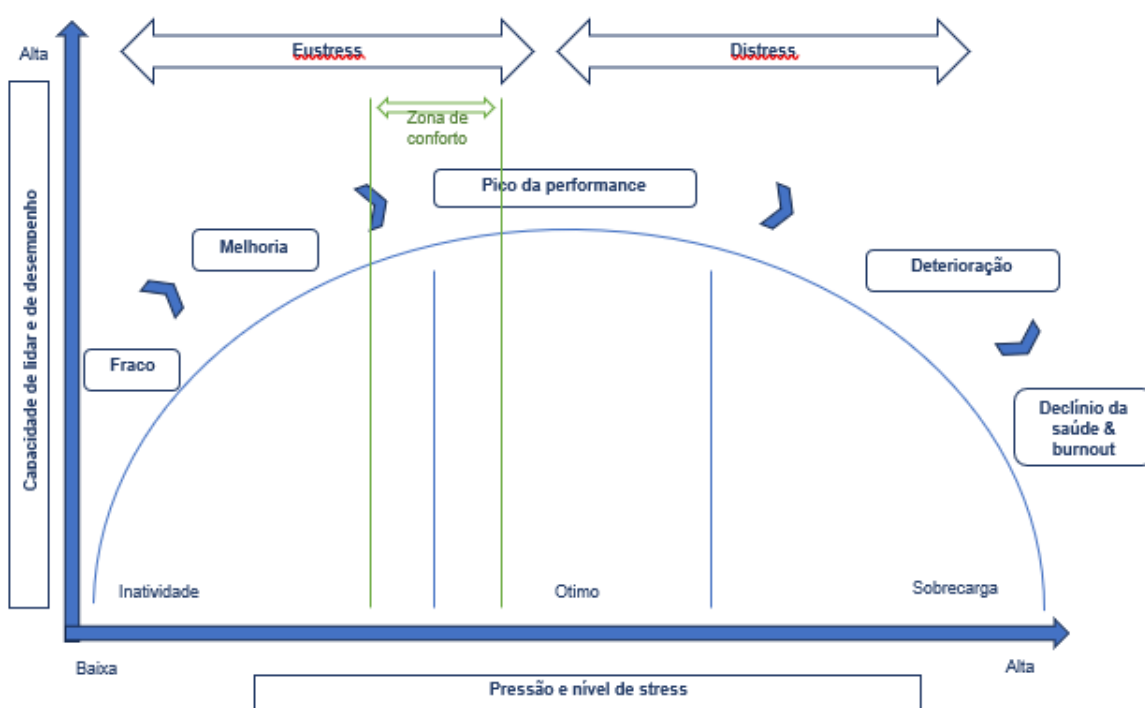 Alta
Eustress
Distress
Zona de
conforto
Pico da performance
Melhoria
Deterioração
Fraco
Declínio da
saúde &
burnout
Capacidade de lidar e de desempenho
Inatividade
Otimo
Sobrecarga
Baixa
Alta
Pressão e nível de stress